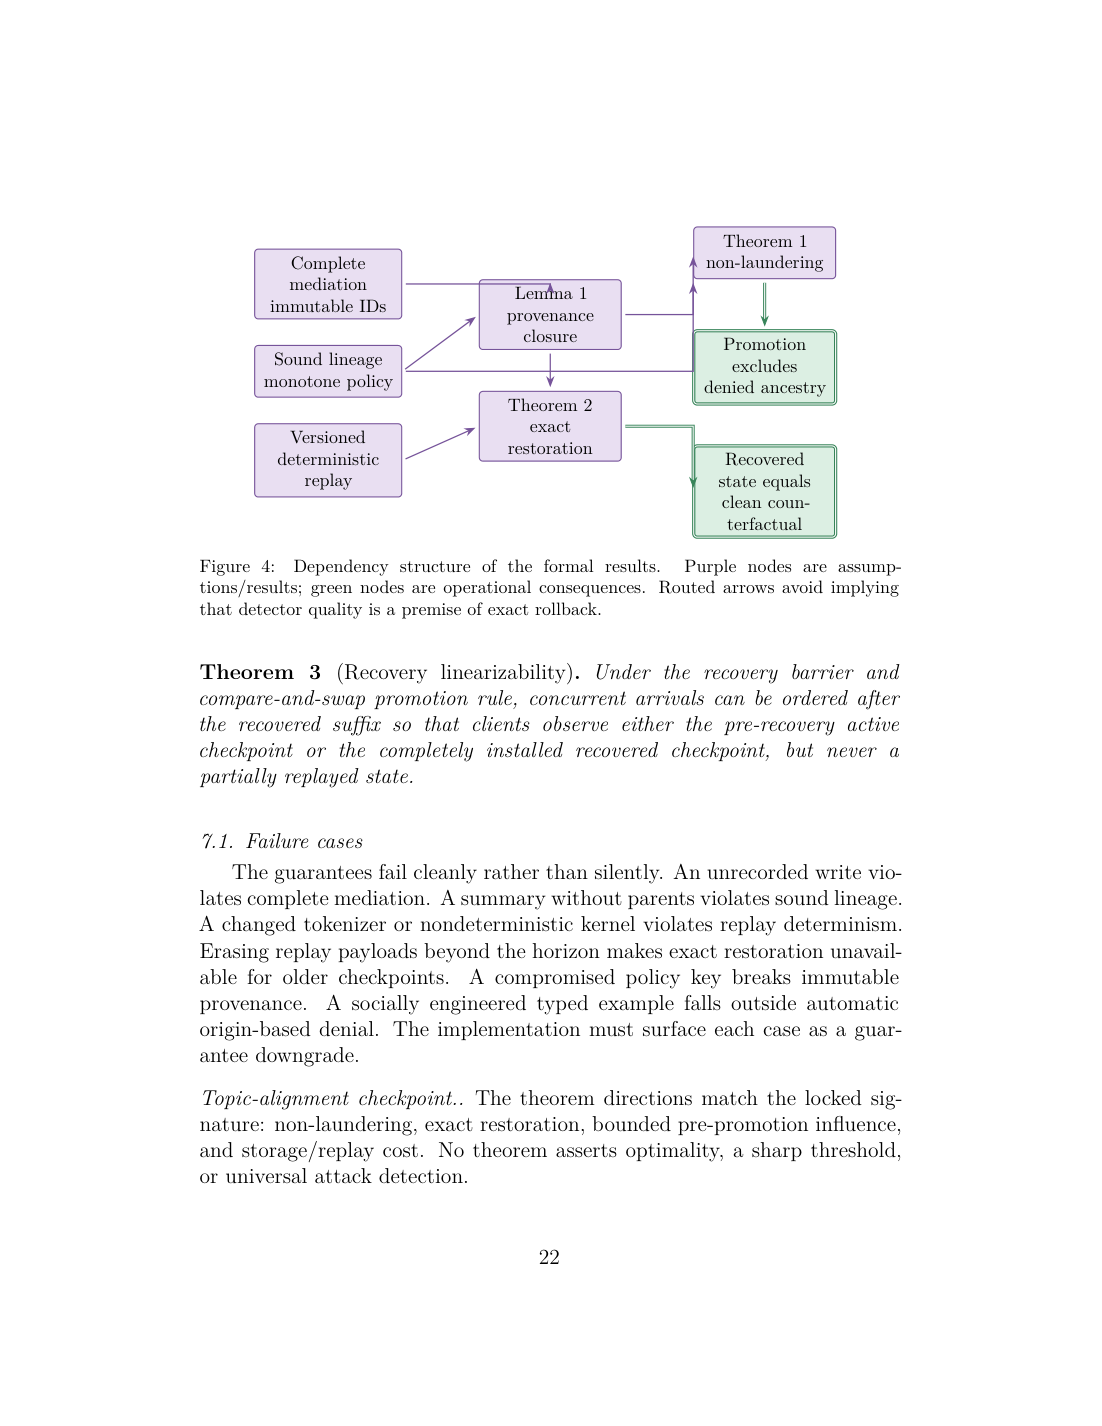 Complete
mediation
immutable IDs
Sound lineage
monotone policy
Versioned
deterministic
replay
Lemma 1
provenance
closure
Theorem 2
exact
restoration
Theorem 1
non-laundering
Promotion
excludes
denied ancestry
Recovered
state equals
clean coun-
terfactual
Figure 4: Dependency structure of the formal results. Purple nodes are assump-
tions/results; green nodes are operational consequences. Routed arrows avoid implying
that detector quality is a premise of exact rollback.
Theorem 3 (Recovery linearizability). Under the recovery barrier and
compare-and-swap promotion rule, concurrent arrivals can be ordered after
the recovered suffix so that clients observe either the pre-recovery active
checkpoint or the completely installed recovered checkpoint, but never a
partially replayed state.
7.1. Failure cases
The guarantees fail cleanly rather than silently. An unrecorded write vio-
lates complete mediation. A summary without parents violates sound lineage.
A changed tokenizer or nondeterministic kernel violates replay determinism.
Erasing replay payloads beyond the horizon makes exact restoration unavail-
able for older checkpoints. A compromised policy key breaks immutable
provenance. A socially engineered typed example falls outside automatic
origin-based denial. The implementation must surface each case as a guar-
antee downgrade.
Topic-alignment checkpoint.. The theorem directions match the locked sig-
nature: non-laundering, exact restoration, bounded pre-promotion influence,
and storage/replay cost. No theorem asserts optimality, a sharp threshold,
or universal attack detection.
22